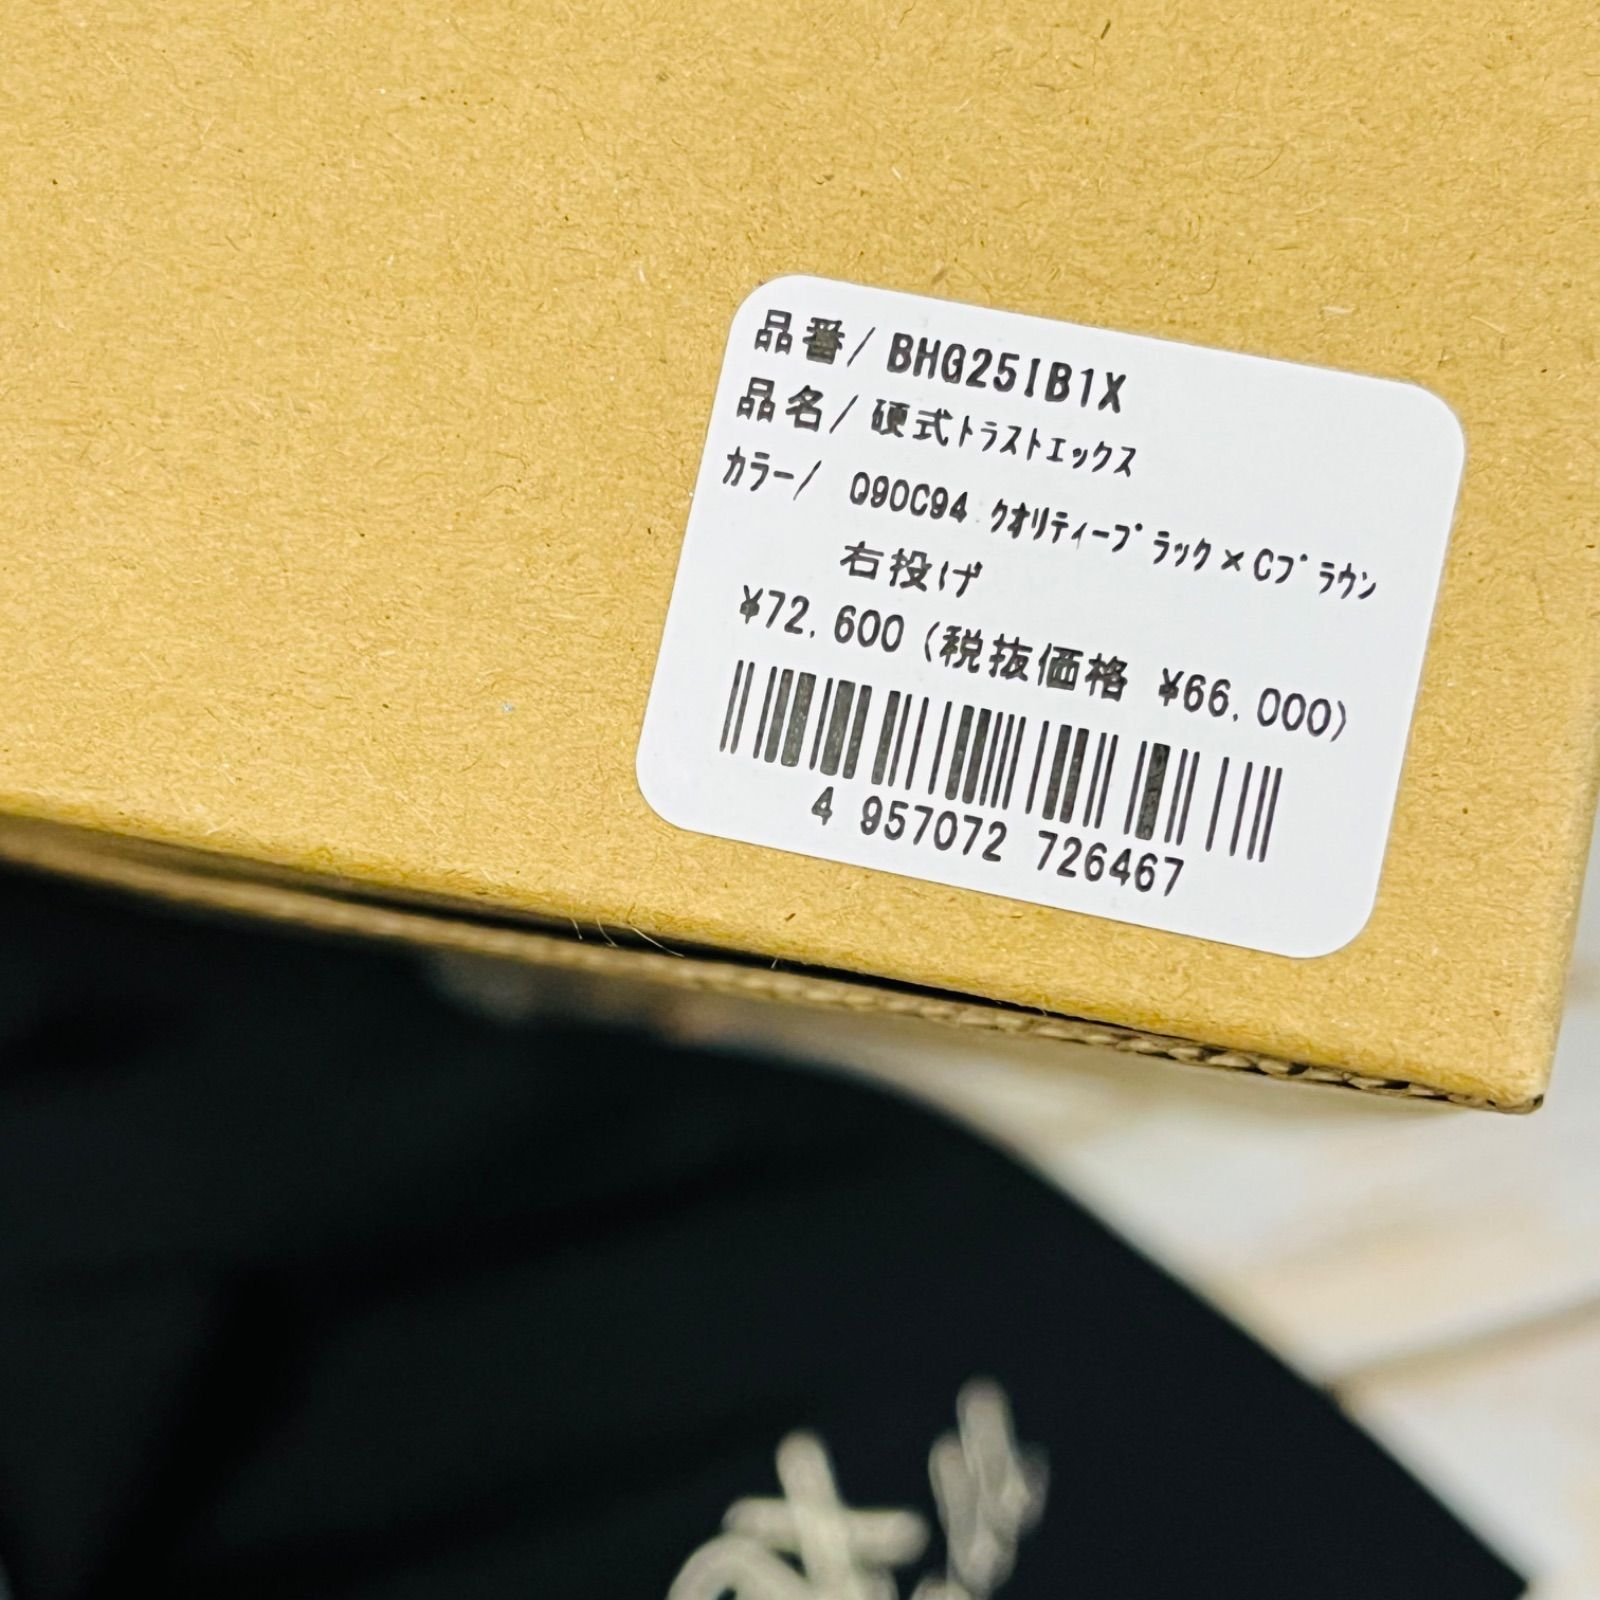 品番/ BHG25IB1X
品名/ 硬式ﾄﾗｽﾄｴｯｸｽ
カラー/ Q90C94 ｸｵﾘﾃｨｰﾌﾞﾗｯｸ×Cﾌﾞﾗｳﾝ
右投げ
¥72,600 (税抜価格 ¥66,000)
4 957072 726467